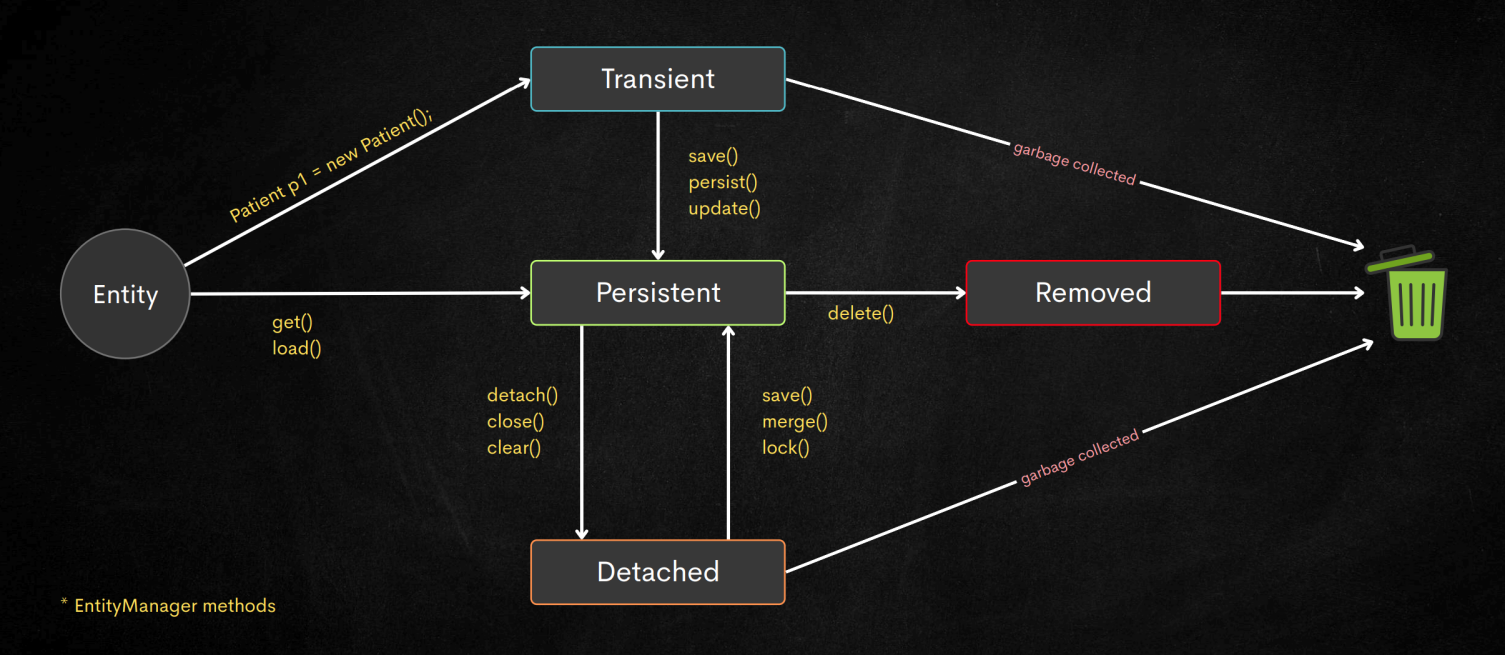 Transient
Patient p1 = new Patient();
save()
persist()
update()
garbage collected
Entity
get()
load()
Persistent
delete()
Removed
detach()
close()
clear()
save()
merge()
lock()
garbage collected
Detached
* EntityManager methods